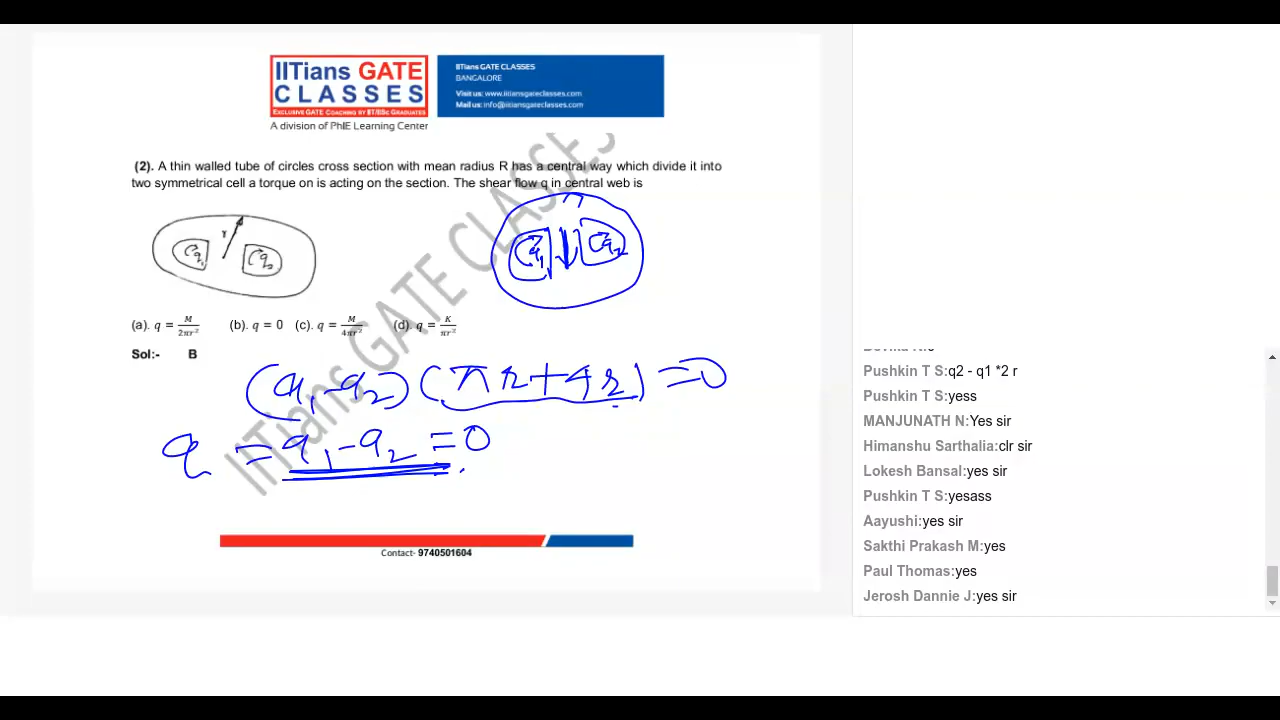 IITians GATE
CLASSES
EXCLUSIVE GATE COACHING BY IIT/IISc GRADUATES
A division of PhIE Learning Center
IITians GATE CLASSES
BANGALORE
Visit us: www.iitiansgateclasses.com
Mail us: info@iitiansgateclasses.com
(2). A thin walled tube of circles cross section with mean radius R has a central way which divide it into
two symmetrical cell a torque on is acting on the section. The shear flow q in central web is
r
q1 q2
q1 q2
(a). q = M/2πr² (b). q = 0 (c). q = M/4πr² (d). q = K/πr²
Sol:- B
(q1 - q2) (πr + 4r) = 0
q = q1 - q2 = 0
IITians GATE CLASSES
Contact- 9740501604
Pushkin T S:q2 - q1 *2 r
Pushkin T S:yess
MANJUNATH N:Yes sir
Himanshu Sarthalia:clr sir
Lokesh Bansal:yes sir
Pushkin T S:yesass
Aayushi:yes sir
Sakthi Prakash M:yes
Paul Thomas:yes
Jerosh Dannie J:yes sir